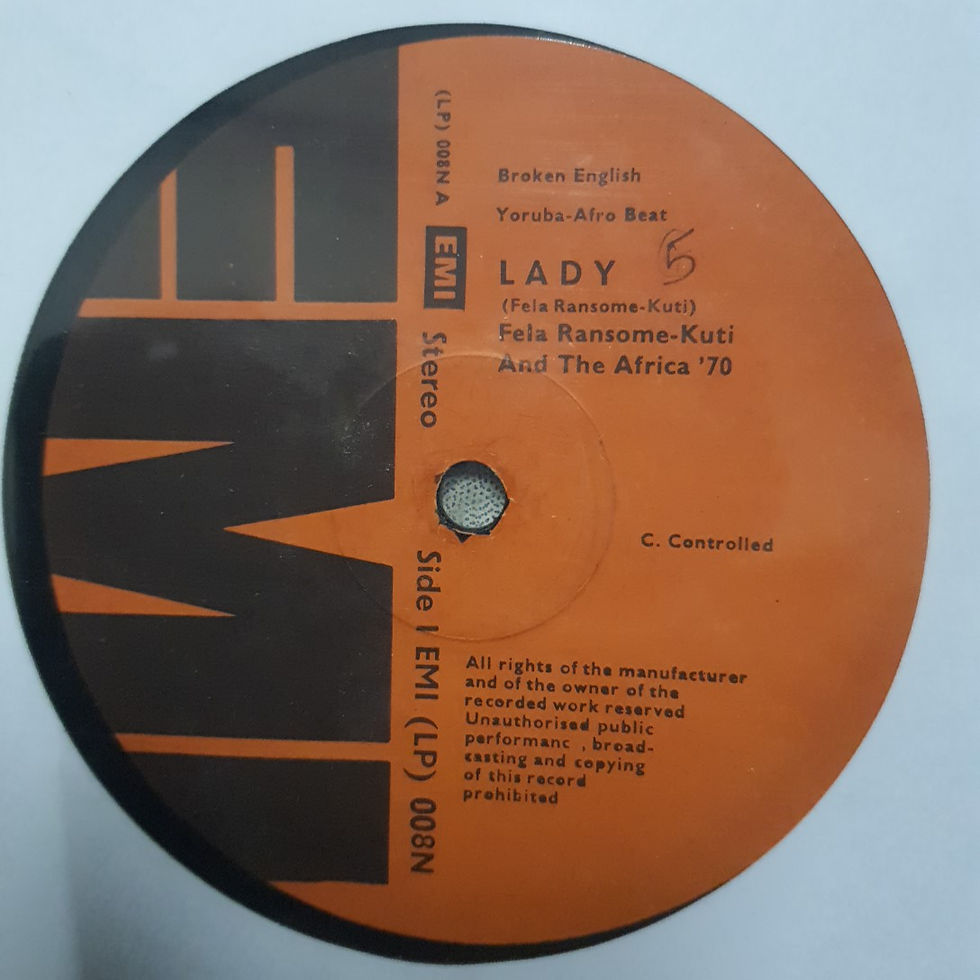 Broken English
Yoruba-Afro Beat
LADY 5
(Fela Ransome-Kuti)
Fela Ransome-Kuti
And The Africa '70
C. Controlled
All rights of the manufacturer
and of the owner of the
recorded work reserved
Unauthorised public
performanc , broad-
casting and copying
of this record
prohibited
(LP) 008N A
EMI
Stereo
Side 1 EMI (LP) 008N
EMI